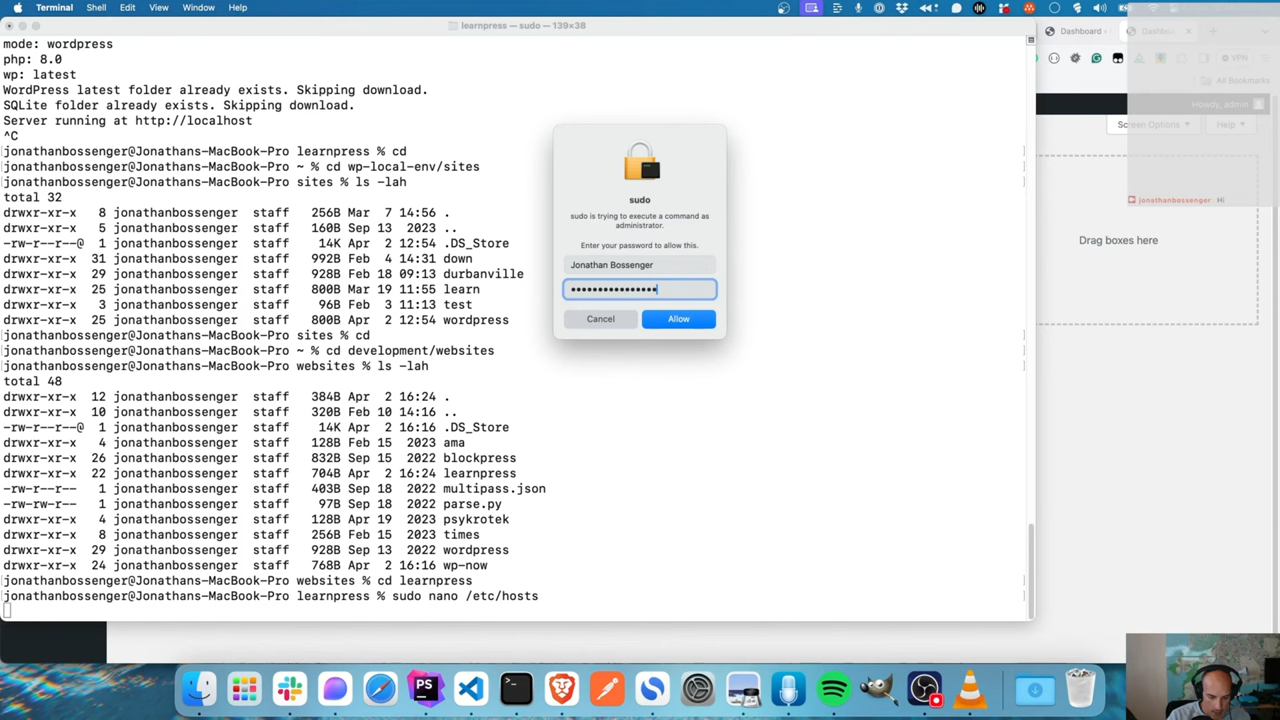 Terminal Shell Edit View Window Help
learnpress — sudo — 139×38
mode: wordpress
php: 8.0
wp: latest
WordPress latest folder already exists. Skipping download.
SQLite folder already exists. Skipping download.
Server running at http://localhost
^C
[jonathanbossenger@Jonathans-MacBook-Pro learnpress % cd ]
[jonathanbossenger@Jonathans-MacBook-Pro ~ % cd wp-local-env/sites ]
[jonathanbossenger@Jonathans-MacBook-Pro sites % ls -lah ]
total 32
drwxr-xr-x 8 jonathanbossenger staff 256B Mar 7 14:56 .
drwxr-xr-x 5 jonathanbossenger staff 160B Sep 13 2023 ..
-rw-r--r--@ 1 jonathanbossenger staff 14K Apr 2 12:54 .DS_Store
drwxr-xr-x 31 jonathanbossenger staff 992B Feb 4 14:31 down
drwxr-xr-x 29 jonathanbossenger staff 928B Feb 18 09:13 durbanville
drwxr-xr-x 25 jonathanbossenger staff 800B Mar 19 11:55 learn
drwxr-xr-x 3 jonathanbossenger staff 96B Mar 3 11:13 test
drwxr-xr-x 25 jonathanbossenger staff 800B Apr 2 12:54 wordpress
[jonathanbossenger@Jonathans-MacBook-Pro sites % cd ]
[jonathanbossenger@Jonathans-MacBook-Pro ~ % cd development/websites ]
[jonathanbossenger@Jonathans-MacBook-Pro websites % ls -lah ]
total 48
drwxr-xr-x 12 jonathanbossenger staff 384B Apr 2 16:24 .
drwxr-xr-x 10 jonathanbossenger staff 320B Feb 10 14:16 ..
-rw-r--r--@ 1 jonathanbossenger staff 14K Apr 2 16:16 .DS_Store
drwxr-xr-x 4 jonathanbossenger staff 128B Feb 15 2023 ama
drwxr-xr-x 26 jonathanbossenger staff 832B Sep 15 2022 blockpress
drwxr-xr-x 22 jonathanbossenger staff 704B Apr 2 16:24 learnpress
-rw-r--r-- 1 jonathanbossenger staff 403B Sep 18 2022 multipass.json
-rw-rw-r-- 1 jonathanbossenger staff 97B Sep 18 2022 parse.py
drwxr-xr-x 4 jonathanbossenger staff 128B Apr 19 2023 psykrotek
drwxr-xr-x 8 jonathanbossenger staff 256B Feb 15 2023 times
drwxr-xr-x 29 jonathanbossenger staff 928B Sep 13 2022 wordpress
drwxr-xr-x 24 jonathanbossenger staff 768B Apr 2 16:16 wp-now
[jonathanbossenger@Jonathans-MacBook-Pro websites % cd learnpress ]
[jonathanbossenger@Jonathans-MacBook-Pro learnpress % sudo nano /etc/hosts ]
sudo
sudo is trying to execute a command as
administrator.
Enter your password to allow this.
Jonathan Bossenger
••••••••••••••••
Cancel Allow
Dashboard
VPN
All Bookmarks
Howdy, admin
Screen Options Help
jonathanbossenger Hi
Drag boxes here
PS